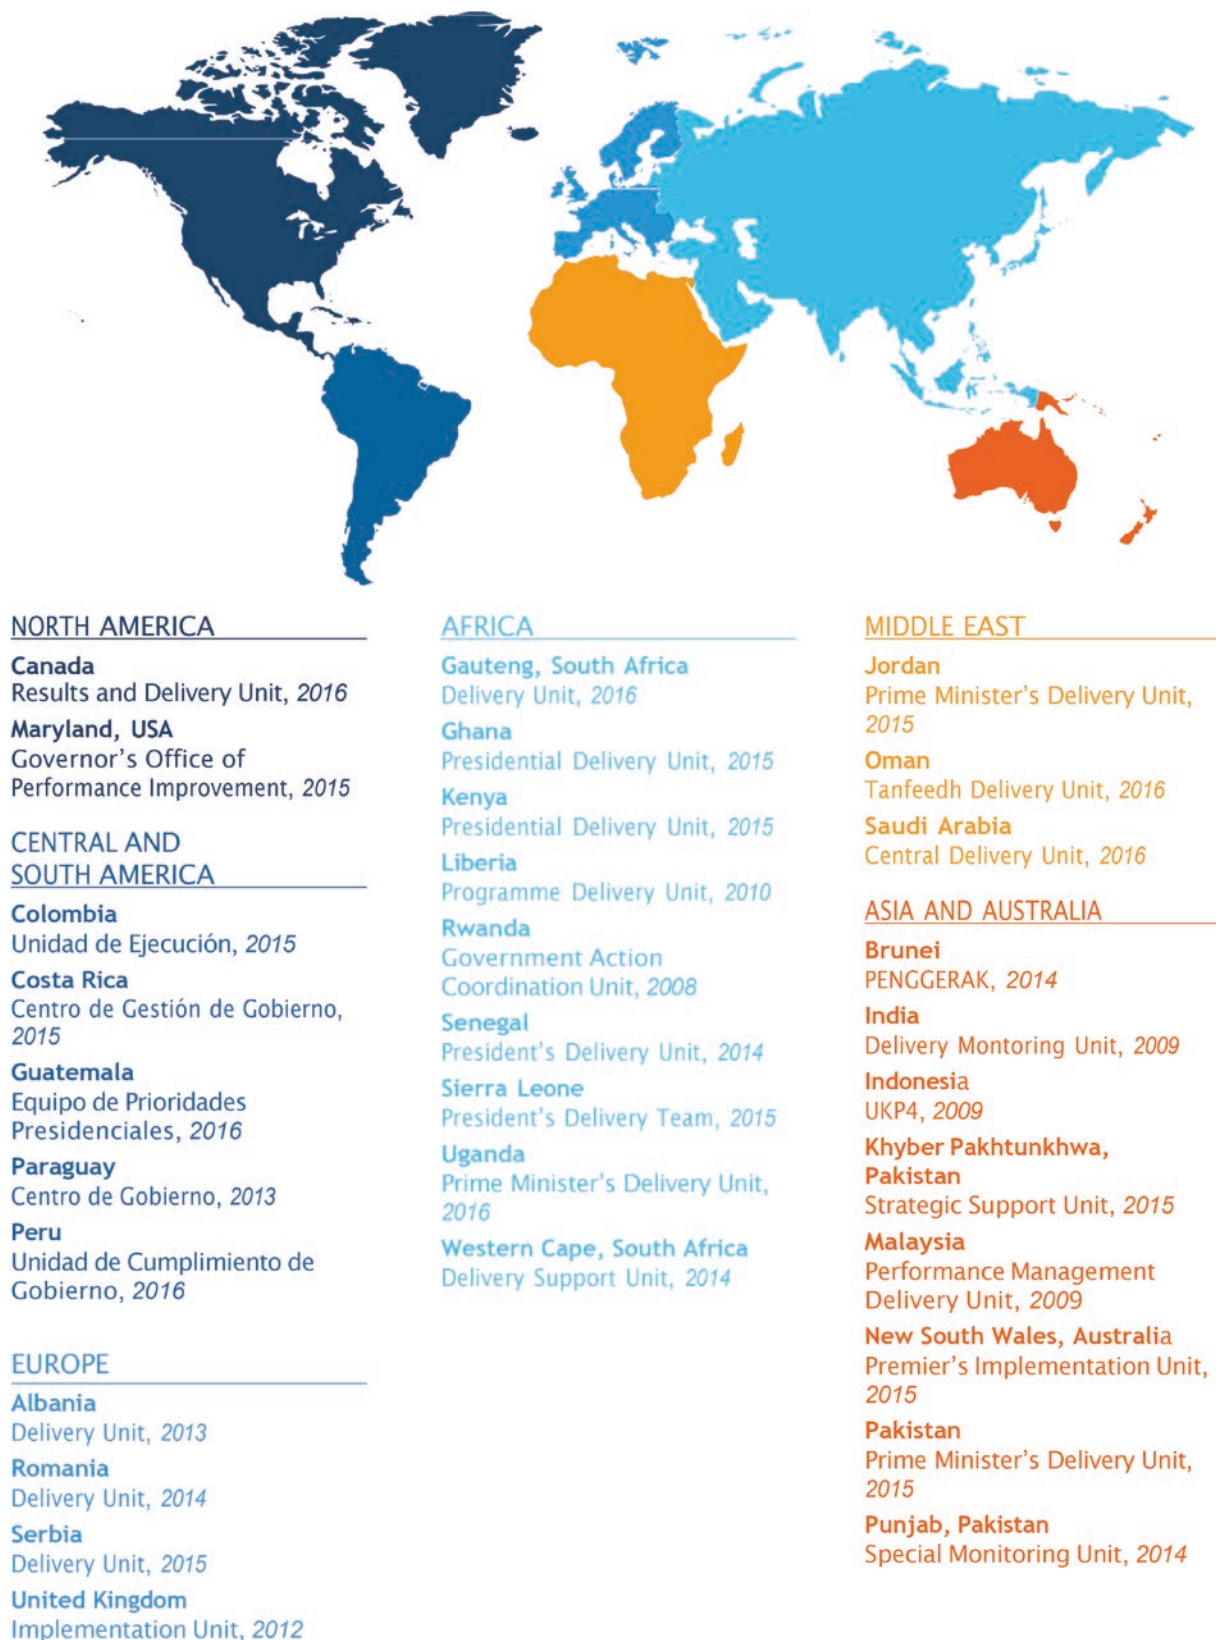 NORTH AMERICA
Canada
Results and Delivery Unit, 2016
Maryland, USA
Governor's Office of
Performance Improvement, 2015
CENTRAL AND
SOUTH AMERICA
Colombia
Unidad de Ejecución, 2015
Costa Rica
Centro de Gestión de Gobierno,
2015
Guatemala
Equipo de Prioridades
Presidenciales, 2016
Paraguay
Centro de Gobierno, 2013
Peru
Unidad de Cumplimiento de
Gobierno, 2016
EUROPE
Albania
Delivery Unit, 2013
Romania
Delivery Unit, 2014
Serbia
Delivery Unit, 2015
United Kingdom
Implementation Unit, 2012
AFRICA
Gauteng, South Africa
Delivery Unit, 2016
Ghana
Presidential Delivery Unit, 2015
Kenya
Presidential Delivery Unit, 2015
Liberia
Programme Delivery Unit, 2010
Rwanda
Government Action
Coordination Unit, 2008
Senegal
President's Delivery Unit, 2014
Sierra Leone
President's Delivery Team, 2015
Uganda
Prime Minister's Delivery Unit,
2016
Western Cape, South Africa
Delivery Support Unit, 2014
MIDDLE EAST
Jordan
Prime Minister's Delivery Unit,
2015
Oman
Tanfeedh Delivery Unit, 2016
Saudi Arabia
Central Delivery Unit, 2016
ASIA AND AUSTRALIA
Brunei
PENGGERAK, 2014
India
Delivery Montoring Unit, 2009
Indonesia
UKP4, 2009
Khyber Pakhtunkhwa,
Pakistan
Strategic Support Unit, 2015
Malaysia
Performance Management
Delivery Unit, 2009
New South Wales, Australia
Premier's Implementation Unit,
2015
Pakistan
Prime Minister's Delivery Unit,
2015
Punjab, Pakistan
Special Monitoring Unit, 2014